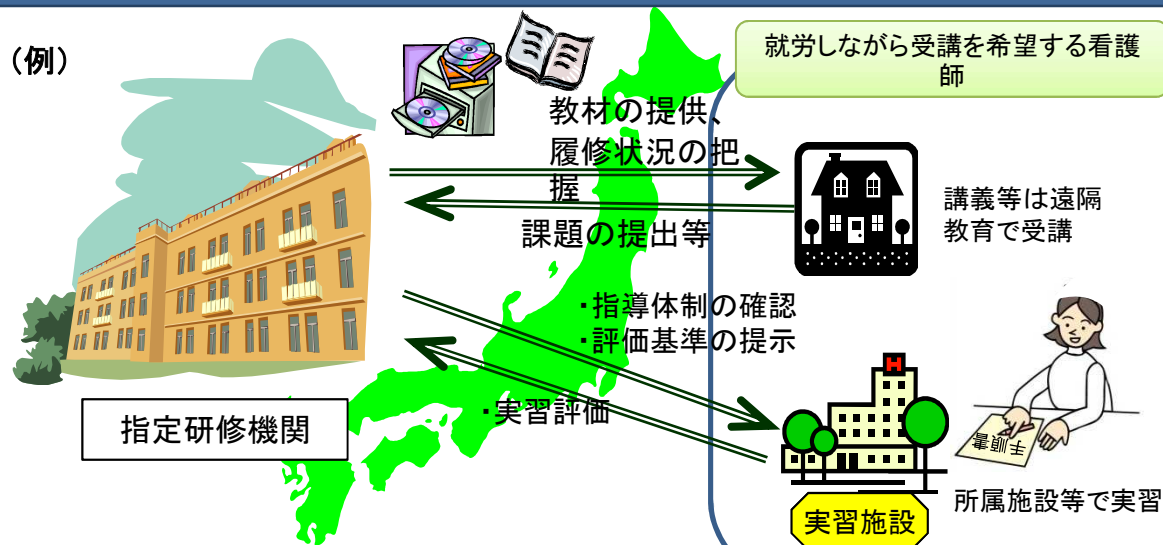 （例）
就労しながら受講を希望する看護
師
教材の提供、
履修状況の把
握
課題の提出等
講義等は遠隔
教育で受講
・指導体制の確認
・評価基準の提示
・実習評価
指定研修機関
H
手順書
所属施設等で実習
実習施設